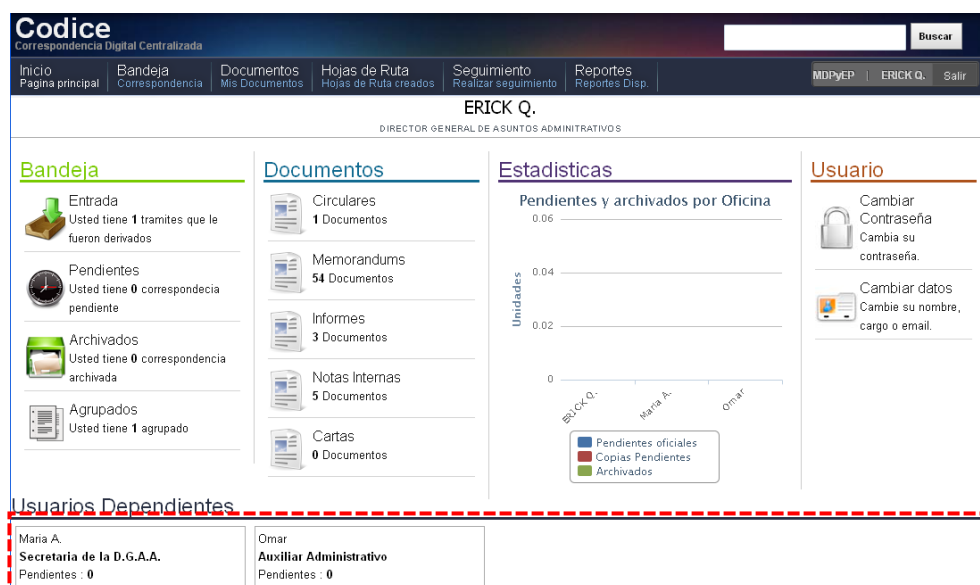 Codice
Correspondencia Digital Centralizada
Buscar
Inicio
Pagina principal
Bandeja
Correspondencia
Documentos
Mis Documentos
Hojas de Ruta
Hojas de Ruta creados
Seguimiento
Realizar seguimiento
Reportes
Reportes Disp.
MDPyEP | ERICK Q. Salir
ERICK Q.
DIRECTOR GENERAL DE ASUNTOS ADMINITRATIVOS
Bandeja
Entrada
Usted tiene 1 tramites que le
fueron derivados
Pendientes
Usted tiene 0 correspondecia
pendiente
Archivados
Usted tiene 0 correspondencia
archivada
Agrupados
Usted tiene 1 agrupado
Documentos
Circulares
1 Documentos
Memorandums
54 Documentos
Informes
3 Documentos
Notas Internas
5 Documentos
Cartas
0 Documentos
Estadisticas
Pendientes y archivados por Oficina
Unidades
0.06
0.04
0.02
0
ERICK Q.
Maria A.
Omar
Pendientes oficiales
Copias Pendientes
Archivados
Usuario
Cambiar
Contraseña
Cambia su
contraseña.
Cambiar datos
Cambie su nombre,
cargo o email.
Usuarios Dependientes
Maria A.
Secretaria de la D.G.A.A.
Pendientes : 0
Omar
Auxiliar Administrativo
Pendientes : 0